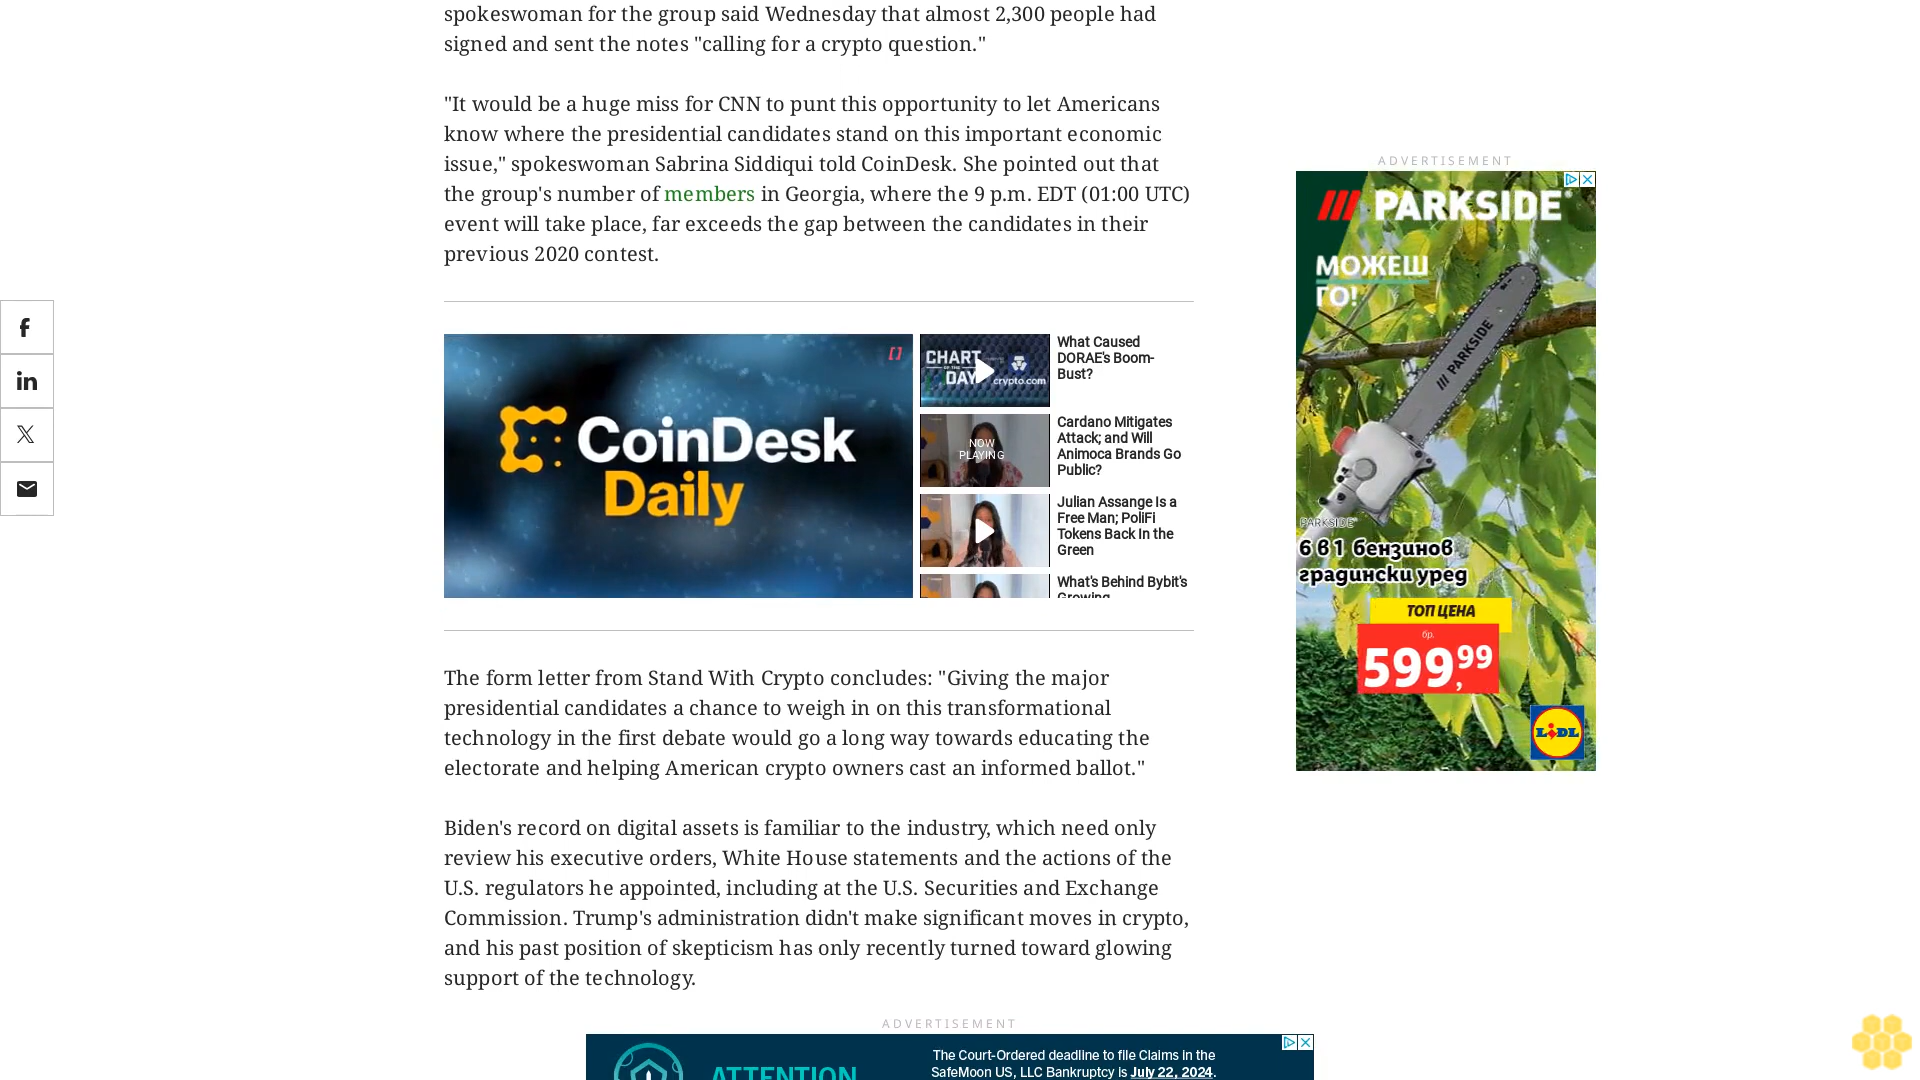 spokeswoman for the group said Wednesday that almost 2,300 people had
signed and sent the notes "calling for a crypto question."
"It would be a huge miss for CNN to punt this opportunity to let Americans
know where the presidential candidates stand on this important economic
issue," spokeswoman Sabrina Siddiqui told CoinDesk. She pointed out that
the group's number of members in Georgia, where the 9 p.m. EDT (01:00 UTC)
event will take place, far exceeds the gap between the candidates in their
previous 2020 contest.
CoinDesk
Daily
CHART
OF THE
DAY
crypto.com
What Caused
DORAE's Boom-
Bust?
NOW
PLAYING
Cardano Mitigates
Attack; and Will
Animoca Brands Go
Public?
Julian Assange Is a
Free Man; PoliFi
Tokens Back In the
Green
What's Behind Bybit's
Growing
The form letter from Stand With Crypto concludes: "Giving the major
presidential candidates a chance to weigh in on this transformational
technology in the first debate would go a long way towards educating the
electorate and helping American crypto owners cast an informed ballot."
Biden's record on digital assets is familiar to the industry, which need only
review his executive orders, White House statements and the actions of the
U.S. regulators he appointed, including at the U.S. Securities and Exchange
Commission. Trump's administration didn't make significant moves in crypto,
and his past position of skepticism has only recently turned toward glowing
support of the technology.
ADVERTISEMENT
ATTENTION
The Court-Ordered deadline to file Claims in the
SafeMoon US, LLC Bankruptcy is July 22, 2024.
ADVERTISEMENT
/// PARKSIDE®
МОЖЕШ
ГО!
/// PARKSIDE
PARKSIDE®
6 в 1 бензинов
градински уред
ТОП ЦЕНА
бр.
599,99
LIDL